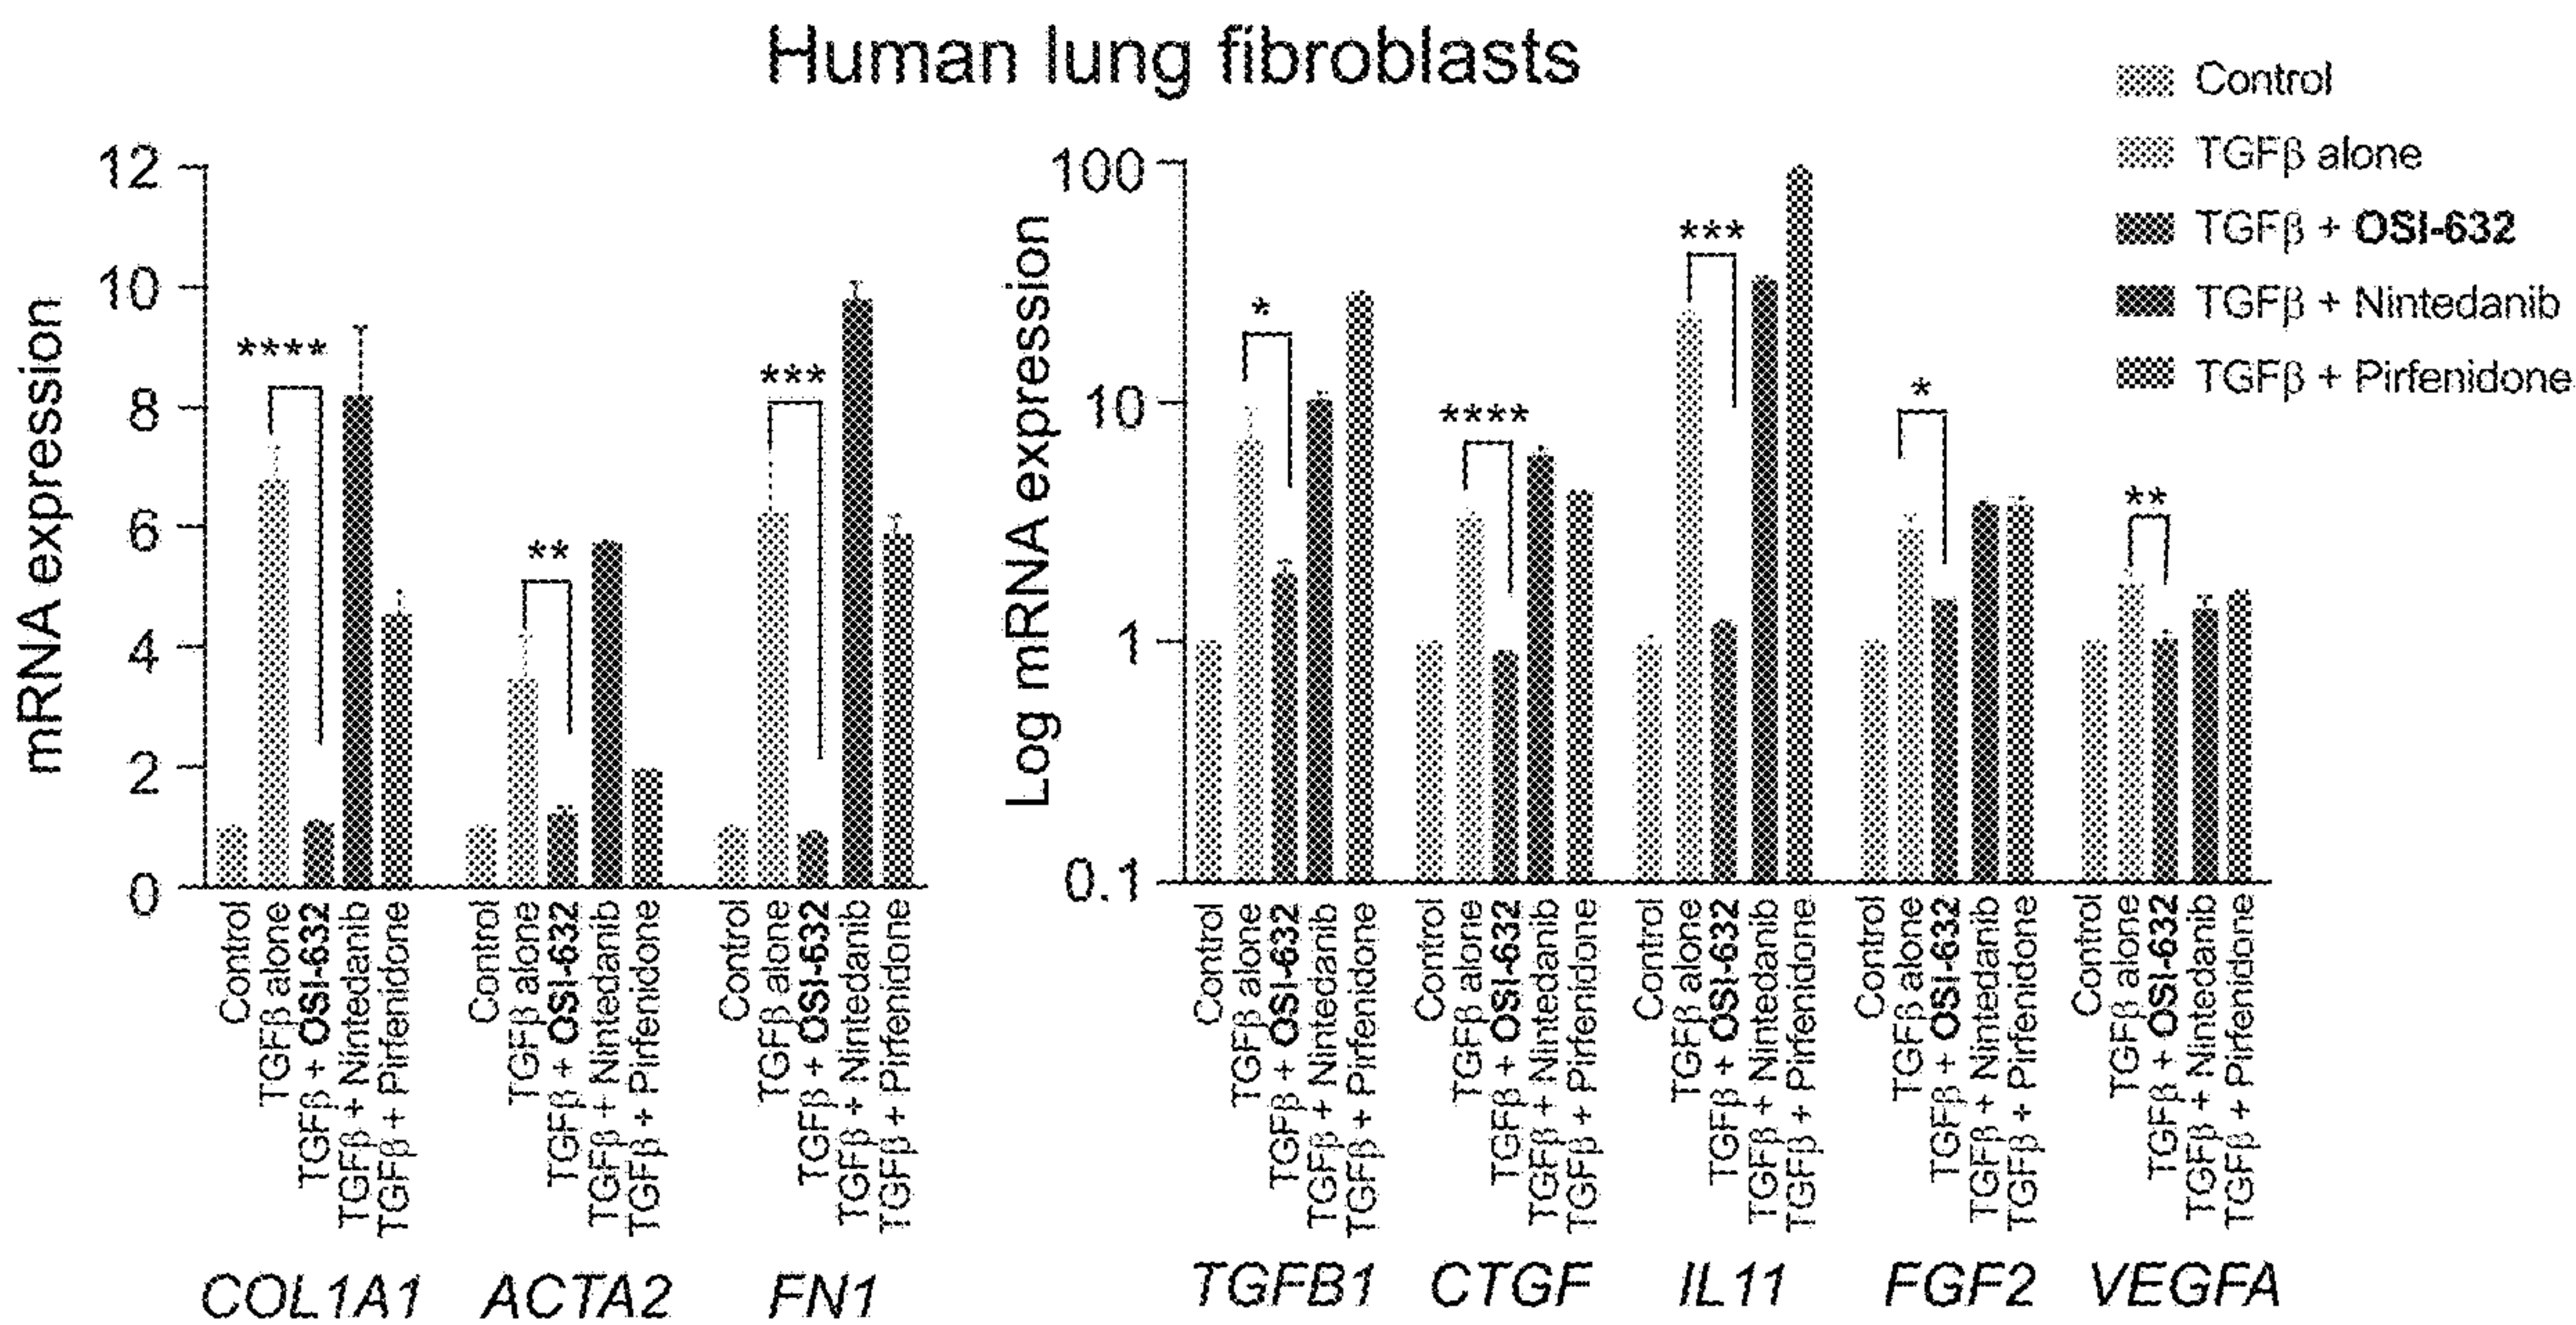 Human lung fibroblasts
Control
TGFβ alone
TGFβ + OSI-632
TGFβ + Nintedanib
TGFβ + Pirfenidone
mRNA expression
12
10
8
6
4
2
0
****
**
***
Control
TGFβ alone
TGFβ + OSI-632
TGFβ + Nintedanib
TGFβ + Pirfenidone
Control
TGFβ alone
TGFβ + OSI-632
TGFβ + Nintedanib
TGFβ + Pirfenidone
Control
TGFβ alone
TGFβ + OSI-632
TGFβ + Nintedanib
TGFβ + Pirfenidone
COL1A1
ACTA2
FN1
Log mRNA expression
100
10
1
0.1
*
****
***
*
**
Control
TGFβ alone
TGFβ + OSI-632
TGFβ + Nintedanib
TGFβ + Pirfenidone
Control
TGFβ alone
TGFβ + OSI-632
TGFβ + Nintedanib
TGFβ + Pirfenidone
Control
TGFβ alone
TGFβ + OSI-632
TGFβ + Nintedanib
TGFβ + Pirfenidone
Control
TGFβ alone
TGFβ + OSI-632
TGFβ + Nintedanib
TGFβ + Pirfenidone
Control
TGFβ alone
TGFβ + OSI-632
TGFβ + Nintedanib
TGFβ + Pirfenidone
TGFB1
CTGF
IL11
FGF2
VEGFA